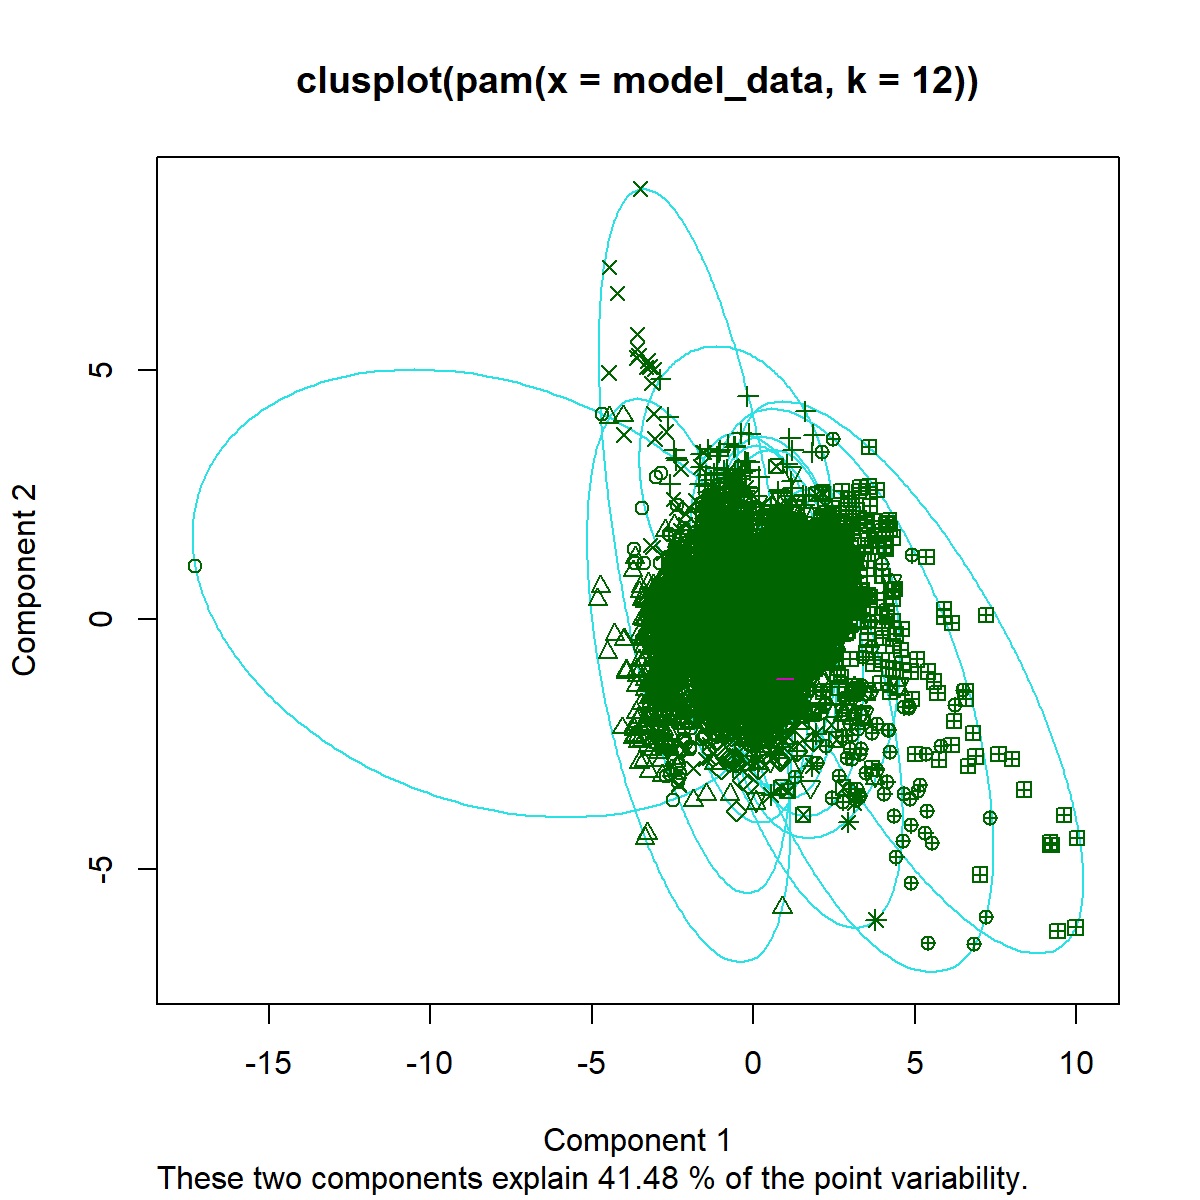 clusplot(pam(x = model_data, k = 12))
Component 2
5
0
-5
-15 -10 -5 0 5 10
Component 1
These two components explain 41.48 % of the point variability.